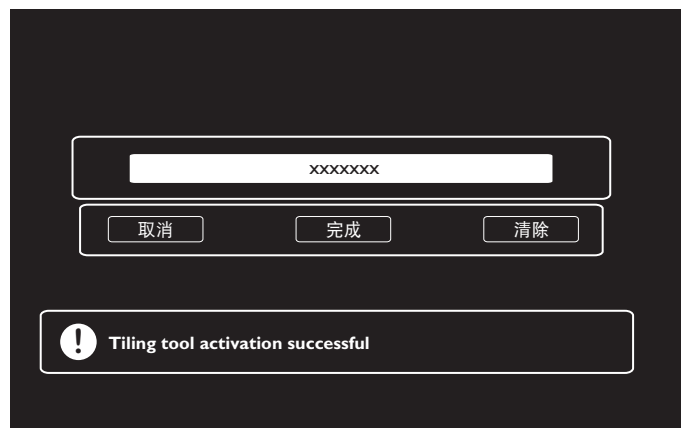 xxxxxxx
取消 完成 清除
! Tiling tool activation successful